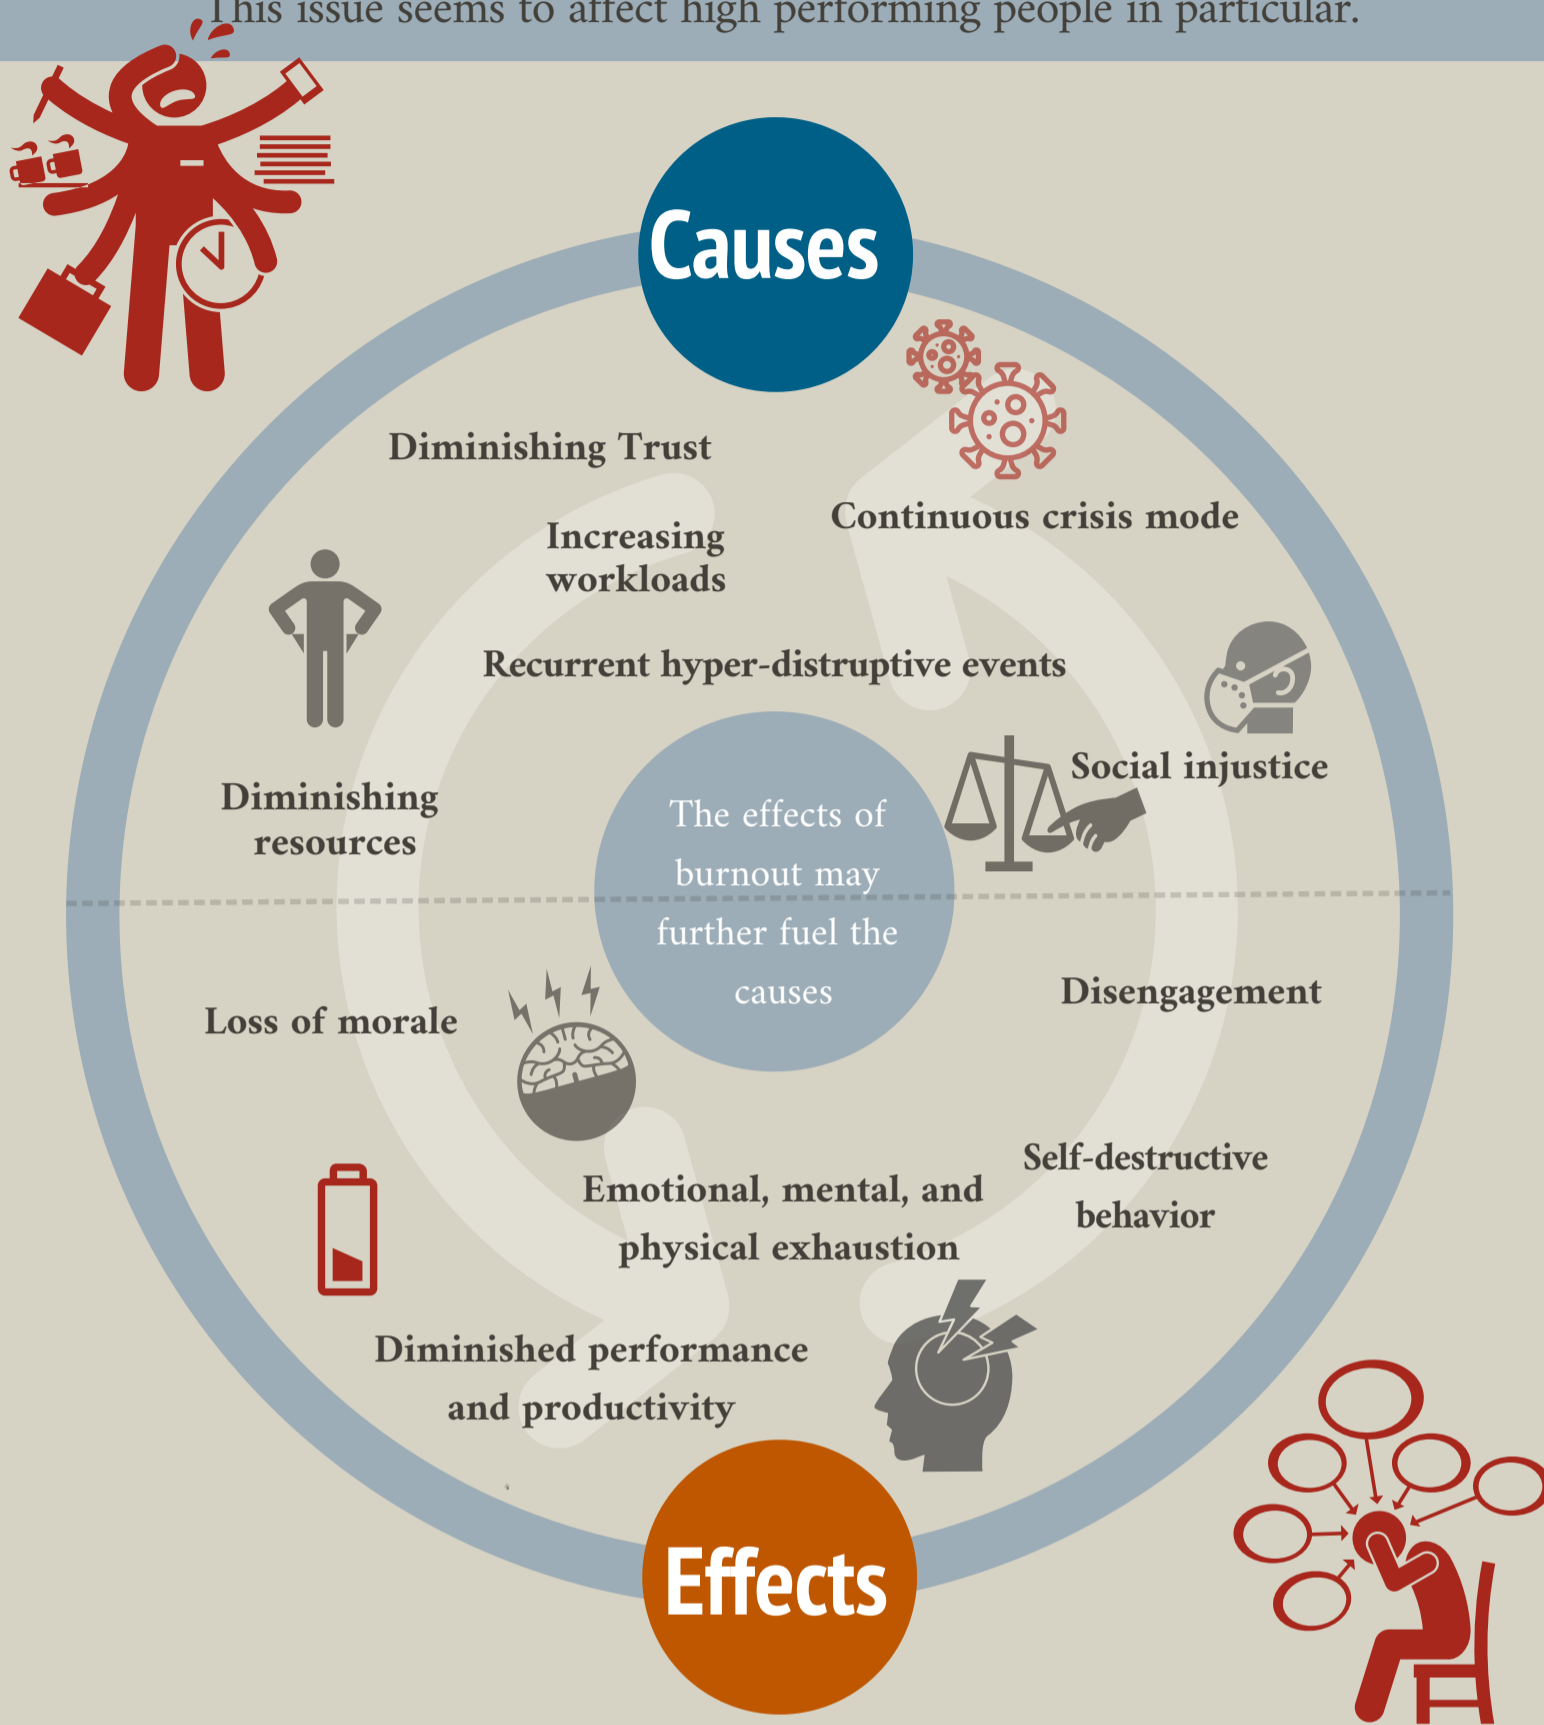 This issue seems to affect high performing people in particular.
Causes
Diminishing Trust
Continuous crisis mode
Increasing
workloads
Recurrent hyper-distruptive events
Social injustice
Diminishing
resources
The effects of
burnout may
further fuel the
causes
Loss of morale
Disengagement
Self-destructive
behavior
Emotional, mental, and
physical exhaustion
Diminished performance
and productivity
Effects